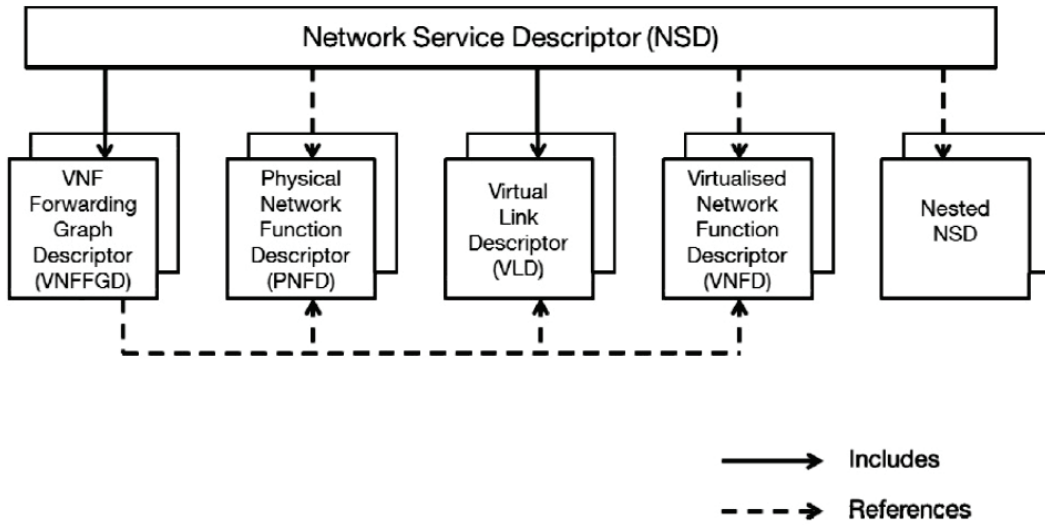 Network Service Descriptor (NSD)
VNF
Forwarding
Graph
Descriptor
(VNFFGD)
Physical
Network
Function
Descriptor
(PNFD)
Virtual
Link
Descriptor
(VLD)
Virtualised
Network
Function
Descriptor
(VNFD)
Nested
NSD
Includes
References